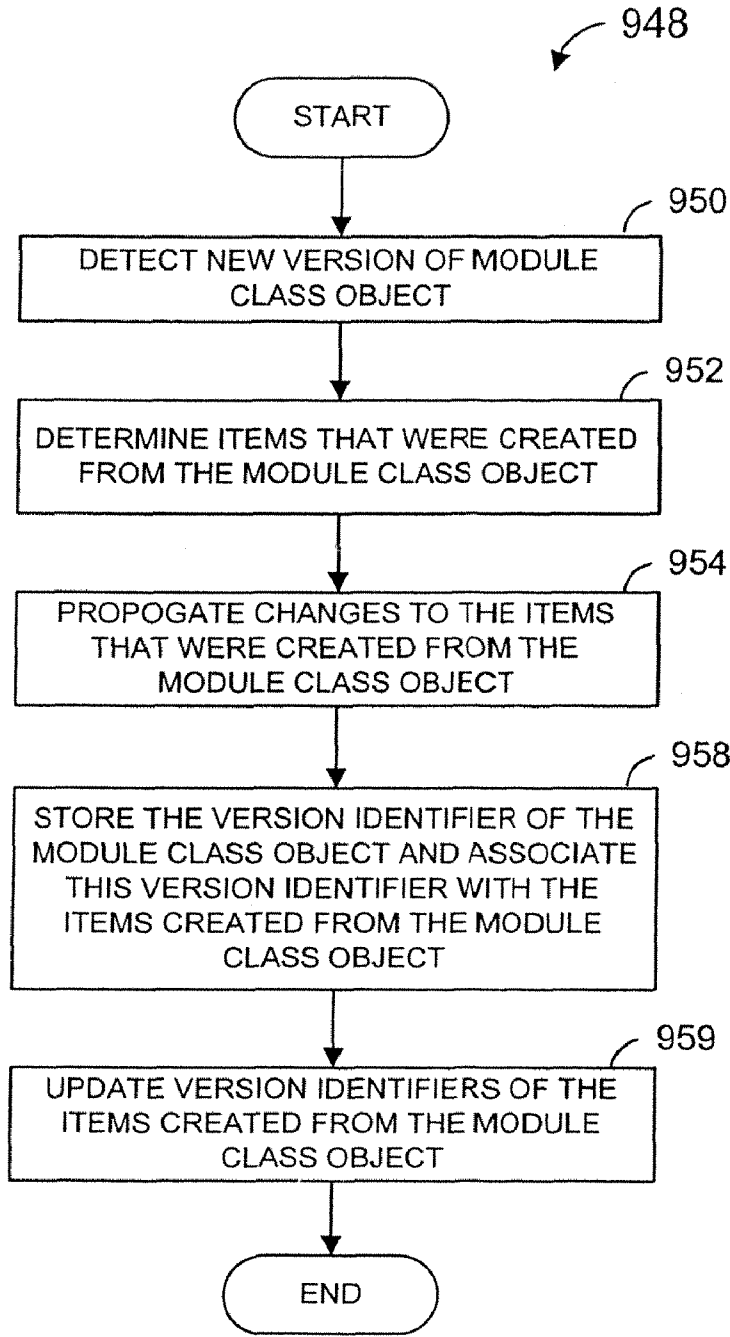 948
START
950
DETECT NEW VERSION OF MODULE
CLASS OBJECT
952
DETERMINE ITEMS THAT WERE CREATED
FROM THE MODULE CLASS OBJECT
954
PROPOGATE CHANGES TO THE ITEMS
THAT WERE CREATED FROM THE
MODULE CLASS OBJECT
958
STORE THE VERSION IDENTIFIER OF THE
MODULE CLASS OBJECT AND ASSOCIATE
THIS VERSION IDENTIFIER WITH THE
ITEMS CREATED FROM THE MODULE
CLASS OBJECT
959
UPDATE VERSION IDENTIFIERS OF THE
ITEMS CREATED FROM THE MODULE
CLASS OBJECT
END